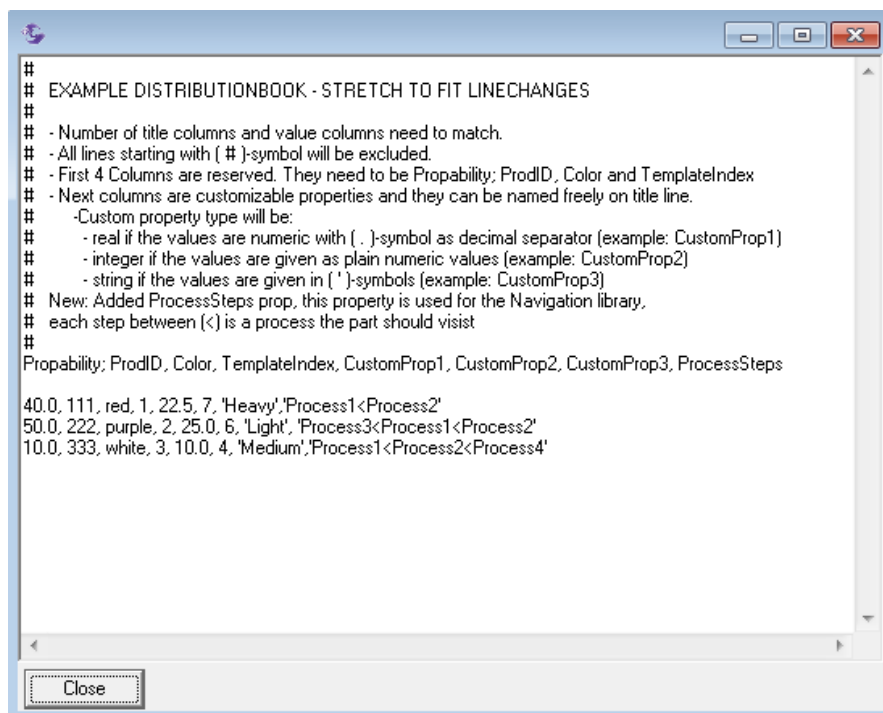 #
# EXAMPLE DISTRIBUTIONBOOK - STRETCH TO FIT LINECHANGES
#
# - Number of title columns and value columns need to match.
# - All lines starting with ( # )-symbol will be excluded.
# - First 4 Columns are reserved. They need to be Propability; ProdID, Color and TemplateIndex
# - Next columns are customizable properties and they can be named freely on title line.
# -Custom property type will be:
# - real if the values are numeric with ( . )-symbol as decimal separator (example: CustomProp1)
# - integer if the values are given as plain numeric values (example: CustomProp2)
# - string if the values are given in ( ' )-symbols (example: CustomProp3)
# New: Added ProcessSteps prop, this property is used for the Navigation library,
# each step between (<) is a process the part should visist
#
Propability; ProdID, Color, TemplateIndex, CustomProp1, CustomProp2, CustomProp3, ProcessSteps
40.0, 111, red, 1, 22.5, 7, 'Heavy','Process1<Process2'
50.0, 222, purple, 2, 25.0, 6, 'Light', 'Process3<Process1<Process2'
10.0, 333, white, 3, 10.0, 4, 'Medium','Process1<Process2<Process4'
Close